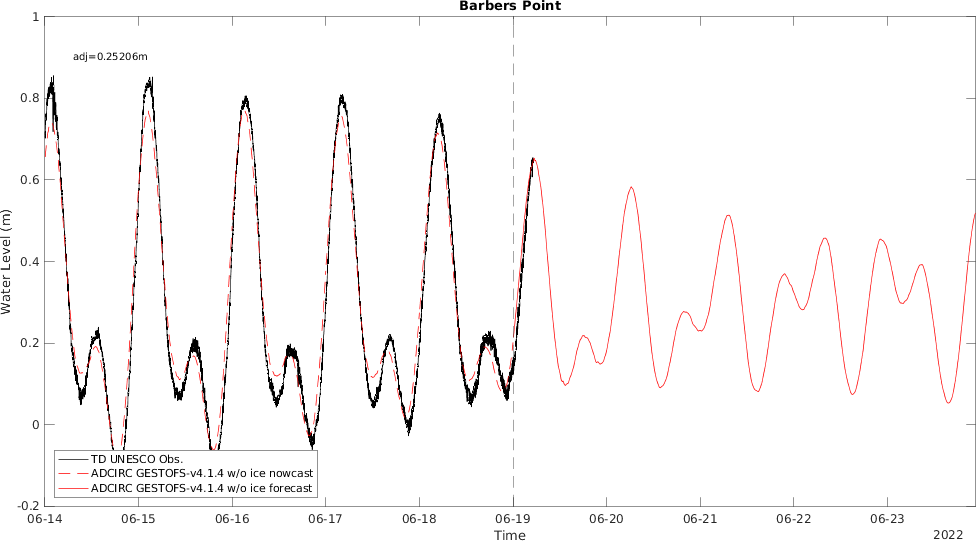 Barbers Point
adj=0.25206m
1
0.8
0.6
0.4
0.2
0
-0.2
Water Level (m)
TD UNESCO Obs.
ADCIRC GESTOFS-v4.1.4 w/o ice nowcast
ADCIRC GESTOFS-v4.1.4 w/o ice forecast
06-14 06-15 06-16 06-17 06-18 06-19 06-20 06-21 06-22 06-23
Time
2022